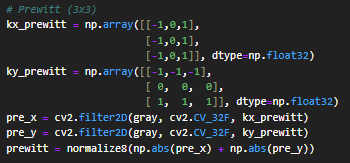 # Prewitt (3x3)
kx_prewitt = np.array([[-1,0,1],
                       [-1,0,1],
                       [-1,0,1]], dtype=np.float32)
ky_prewitt = np.array([[-1,-1,-1],
                       [ 0,  0,  0],
                       [ 1,  1,  1]], dtype=np.float32)
pre_x = cv2.filter2D(gray, cv2.CV_32F, kx_prewitt)
pre_y = cv2.filter2D(gray, cv2.CV_32F, ky_prewitt)
prewitt = normalize8(np.abs(pre_x) + np.abs(pre_y))